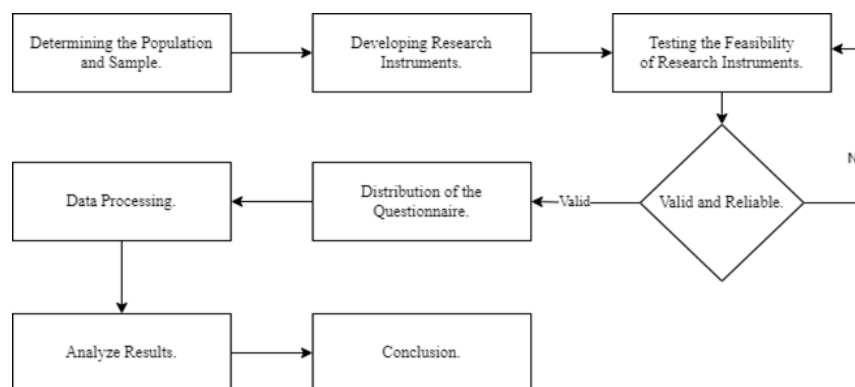 Determining the Population
and Sample.
Developing Research
Instruments.
Testing the Feasibility
of Research Instruments.
Valid and Reliable.
Valid
Distribution of the
Questionnaire.
Data Processing.
Analyze Results.
Conclusion.